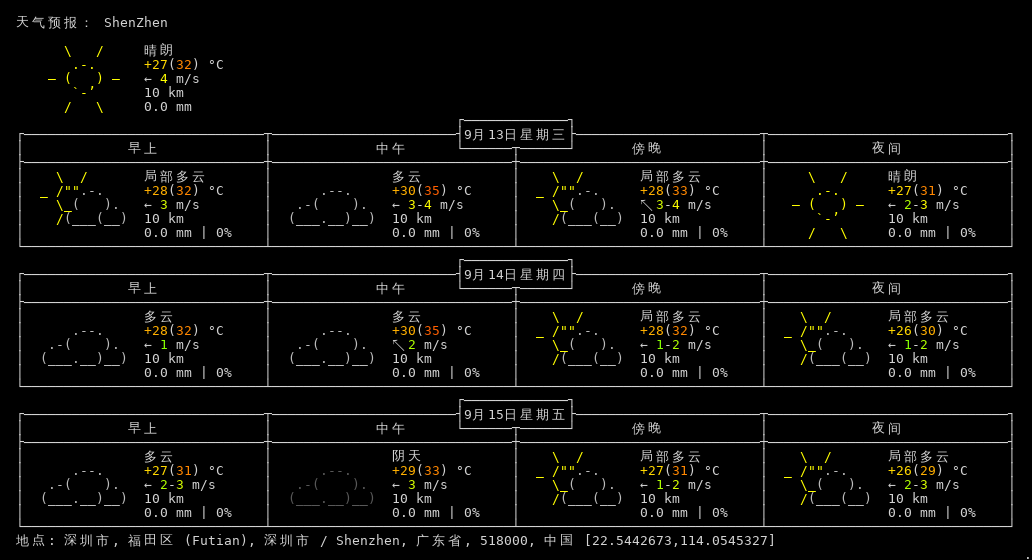 天气预报： ShenZhen
晴朗
+27(32) °C
← 4 m/s
10 km
0.0 mm
9月13日星期三
早上 中午 傍晚 夜间
局部多云 多云 局部多云 晴朗
+28(32) °C +30(35) °C +28(33) °C +27(31) °C
← 3 m/s ← 3-4 m/s ↖ 3-4 m/s ← 2-3 m/s
10 km 10 km 10 km 10 km
0.0 mm | 0% 0.0 mm | 0% 0.0 mm | 0% 0.0 mm | 0%
9月14日星期四
早上 中午 傍晚 夜间
多云 多云 局部多云 局部多云
+28(32) °C +30(35) °C +28(32) °C +26(30) °C
← 1 m/s ↖ 2 m/s ← 1-2 m/s ← 1-2 m/s
10 km 10 km 10 km 10 km
0.0 mm | 0% 0.0 mm | 0% 0.0 mm | 0% 0.0 mm | 0%
9月15日星期五
早上 中午 傍晚 夜间
多云 阴天 局部多云 局部多云
+27(31) °C +29(33) °C +27(31) °C +26(29) °C
← 2-3 m/s ← 3 m/s ← 1-2 m/s ← 2-3 m/s
10 km 10 km 10 km 10 km
0.0 mm | 0% 0.0 mm | 0% 0.0 mm | 0% 0.0 mm | 0%
地点: 深圳市, 福田区 (Futian), 深圳市 / Shenzhen, 广东省, 518000, 中国 [22.5442673,114.0545327]